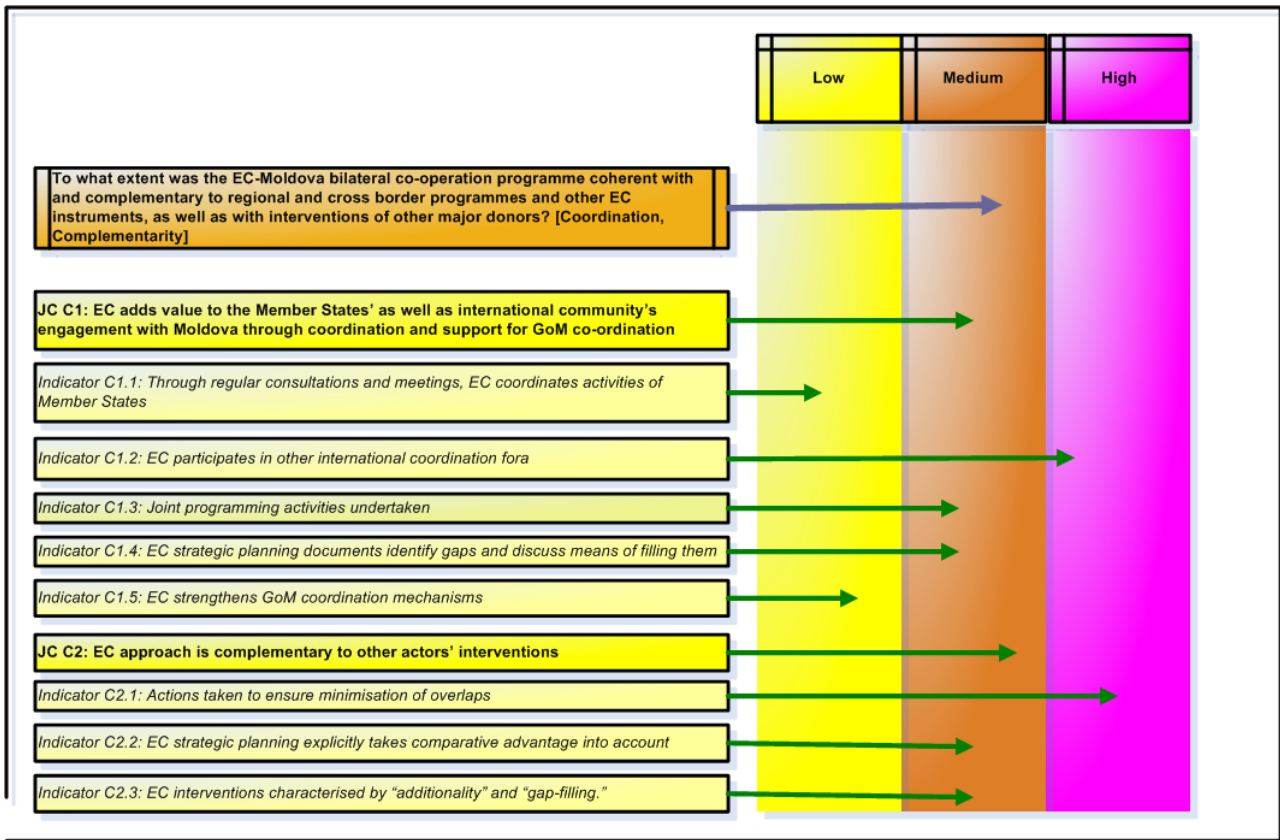 Low
Medium
High
To what extent was the EC-Moldova bilateral co-operation programme coherent with
and complementary to regional and cross border programmes and other EC
instruments, as well as with interventions of other major donors? [Coordination,
Complementarity]
JC C1: EC adds value to the Member States’ as well as international community’s
engagement with Moldova through coordination and support for GoM co-ordination
Indicator C1.1: Through regular consultations and meetings, EC coordinates activities of
Member States
Indicator C1.2: EC participates in other international coordination fora
Indicator C1.3: Joint programming activities undertaken
Indicator C1.4: EC strategic planning documents identify gaps and discuss means of filling them
Indicator C1.5: EC strengthens GoM coordination mechanisms
JC C2: EC approach is complementary to other actors’ interventions
Indicator C2.1: Actions taken to ensure minimisation of overlaps
Indicator C2.2: EC strategic planning explicitly takes comparative advantage into account
Indicator C2.3: EC interventions characterised by “additionality” and “gap-filling.”